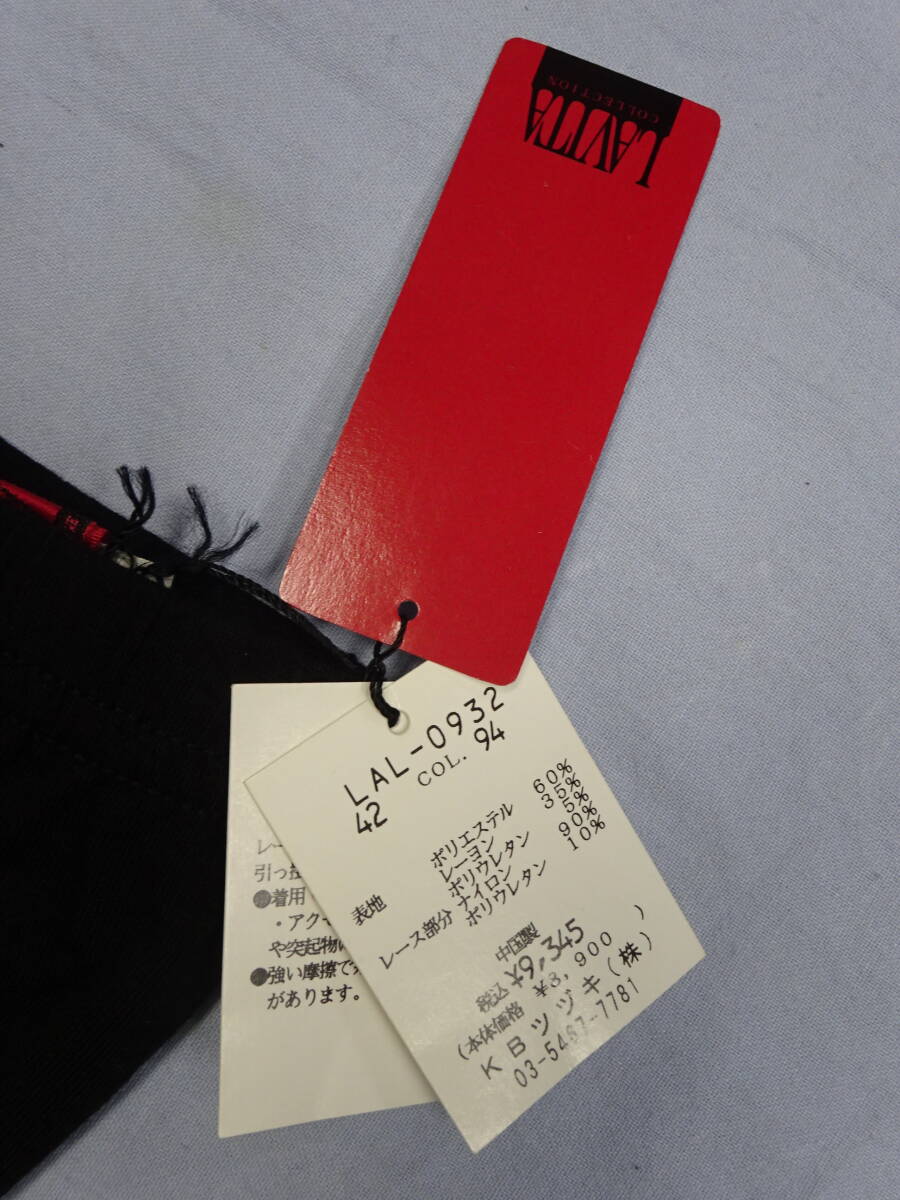 LAVITA
COLLECTION
LAL-0932
42 COL. 94
表地 ポリエステル 60%
レーヨン 35%
ポリウレタン 5%
レース部分 ナイロン 90%
ポリウレタン 10%
中国製
税込 ¥9,345
(本体価格 ¥8,900 )
KBツヅキ(株)
03-5467-7781
レー
引っ
●着用
・アク
や突起物に
●強い摩擦で
があります。